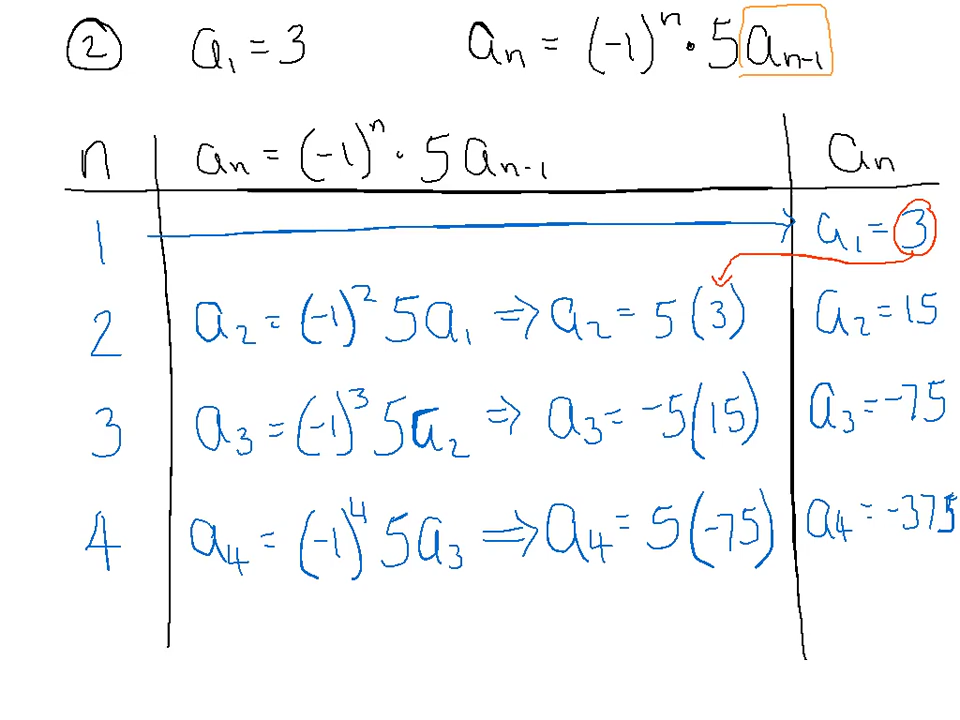 ② a₁ = 3 aₙ = (-1)ⁿ · 5aₙ₋₁
n aₙ = (-1)ⁿ · 5aₙ₋₁ aₙ
1 a₁ = 3
2 a₂ = (-1)² 5a₁ ⇒ a₂ = 5(3) a₂ = 15
3 a₃ = (-1)³ 5a₂ ⇒ a₃ = -5(15) a₃ = -75
4 a₄ = (-1)⁴ 5a₃ ⇒ a₄ = 5(-75) a₄ = -375